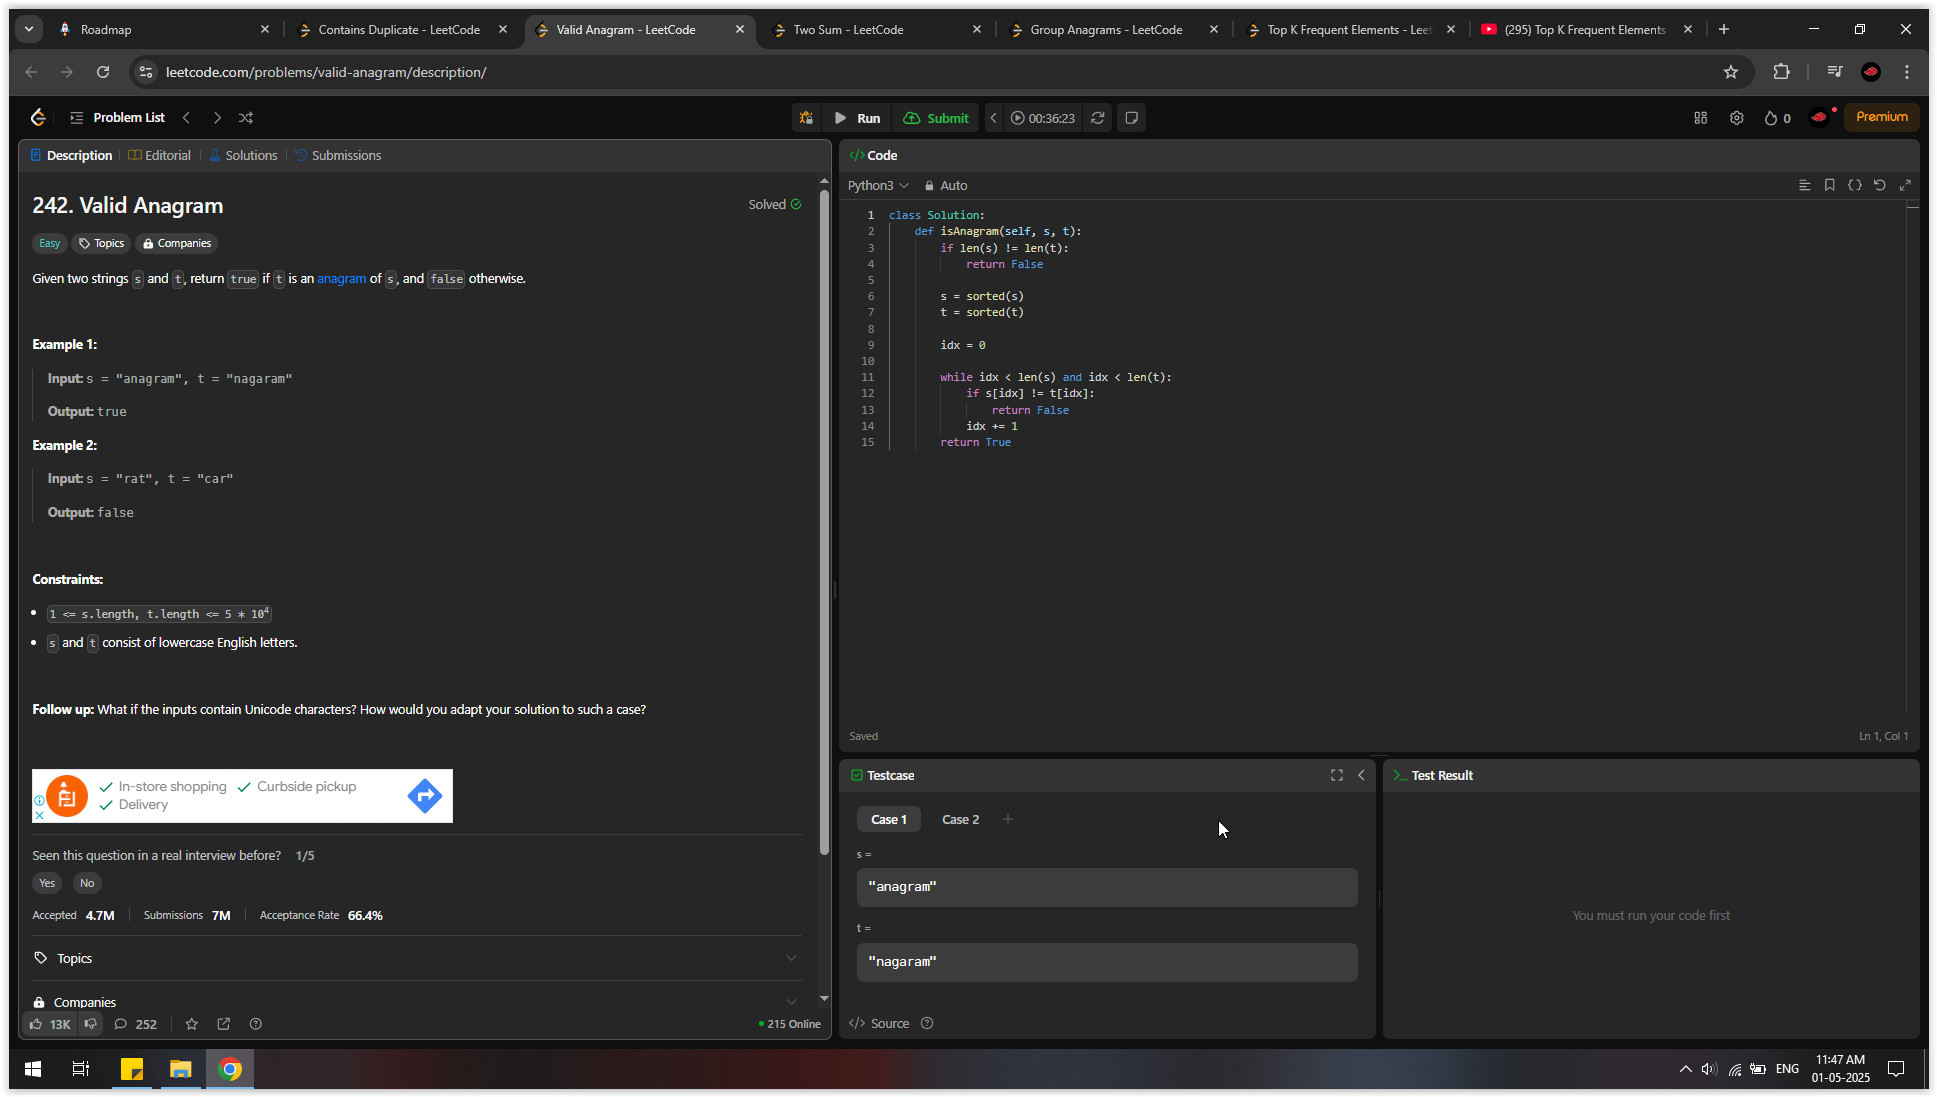 Roadmap
Contains Duplicate - LeetCode
Valid Anagram - LeetCode
Two Sum - LeetCode
Group Anagrams - LeetCode
Top K Frequent Elements - Leet
(295) Top K Frequent Elements
leetcode.com/problems/valid-anagram/description/
Problem List
Run
Submit
00:36:23
0
Premium
Description
Editorial
Solutions
Submissions
242. Valid Anagram
Solved
Easy
Topics
Companies
Given two strings s and t, return true if t is an anagram of s, and false otherwise.
Example 1:
Input: s = "anagram", t = "nagaram"
Output: true
Example 2:
Input: s = "rat", t = "car"
Output: false
Constraints:
• 1 <= s.length, t.length <= 5 * 10⁴
• s and t consist of lowercase English letters.
Follow up: What if the inputs contain Unicode characters? How would you adapt your solution to such a case?
In-store shopping
Curbside pickup
Delivery
Seen this question in a real interview before? 1/5
Yes
No
Accepted 4.7M
Submissions 7M
Acceptance Rate 66.4%
Topics
Companies
13K
252
215 Online
</> Code
Python3
Auto
1 class Solution:
2     def isAnagram(self, s, t):
3         if len(s) != len(t):
4             return False
5
6         s = sorted(s)
7         t = sorted(t)
8
9         idx = 0
10
11         while idx < len(s) and idx < len(t):
12             if s[idx] != t[idx]:
13                 return False
14             idx += 1
15         return True
Saved
Ln 1, Col 1
Testcase
Case 1
Case 2
+
s =
"anagram"
t =
"nagaram"
</> Source
>_ Test Result
You must run your code first
ENG
11:47 AM
01-05-2025